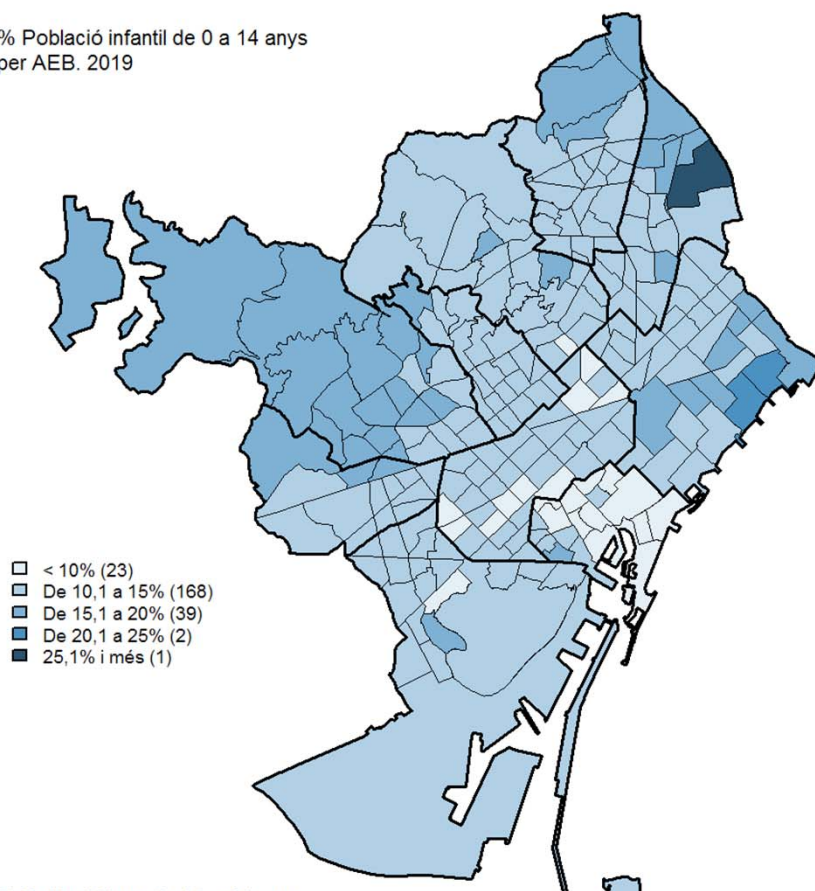 % Població infantil de 0 a 14 anys
per AEB. 2019
< 10% (23)
De 10,1 a 15% (168)
De 15,1 a 20% (39)
De 20,1 a 25% (2)
25,1% i més (1)